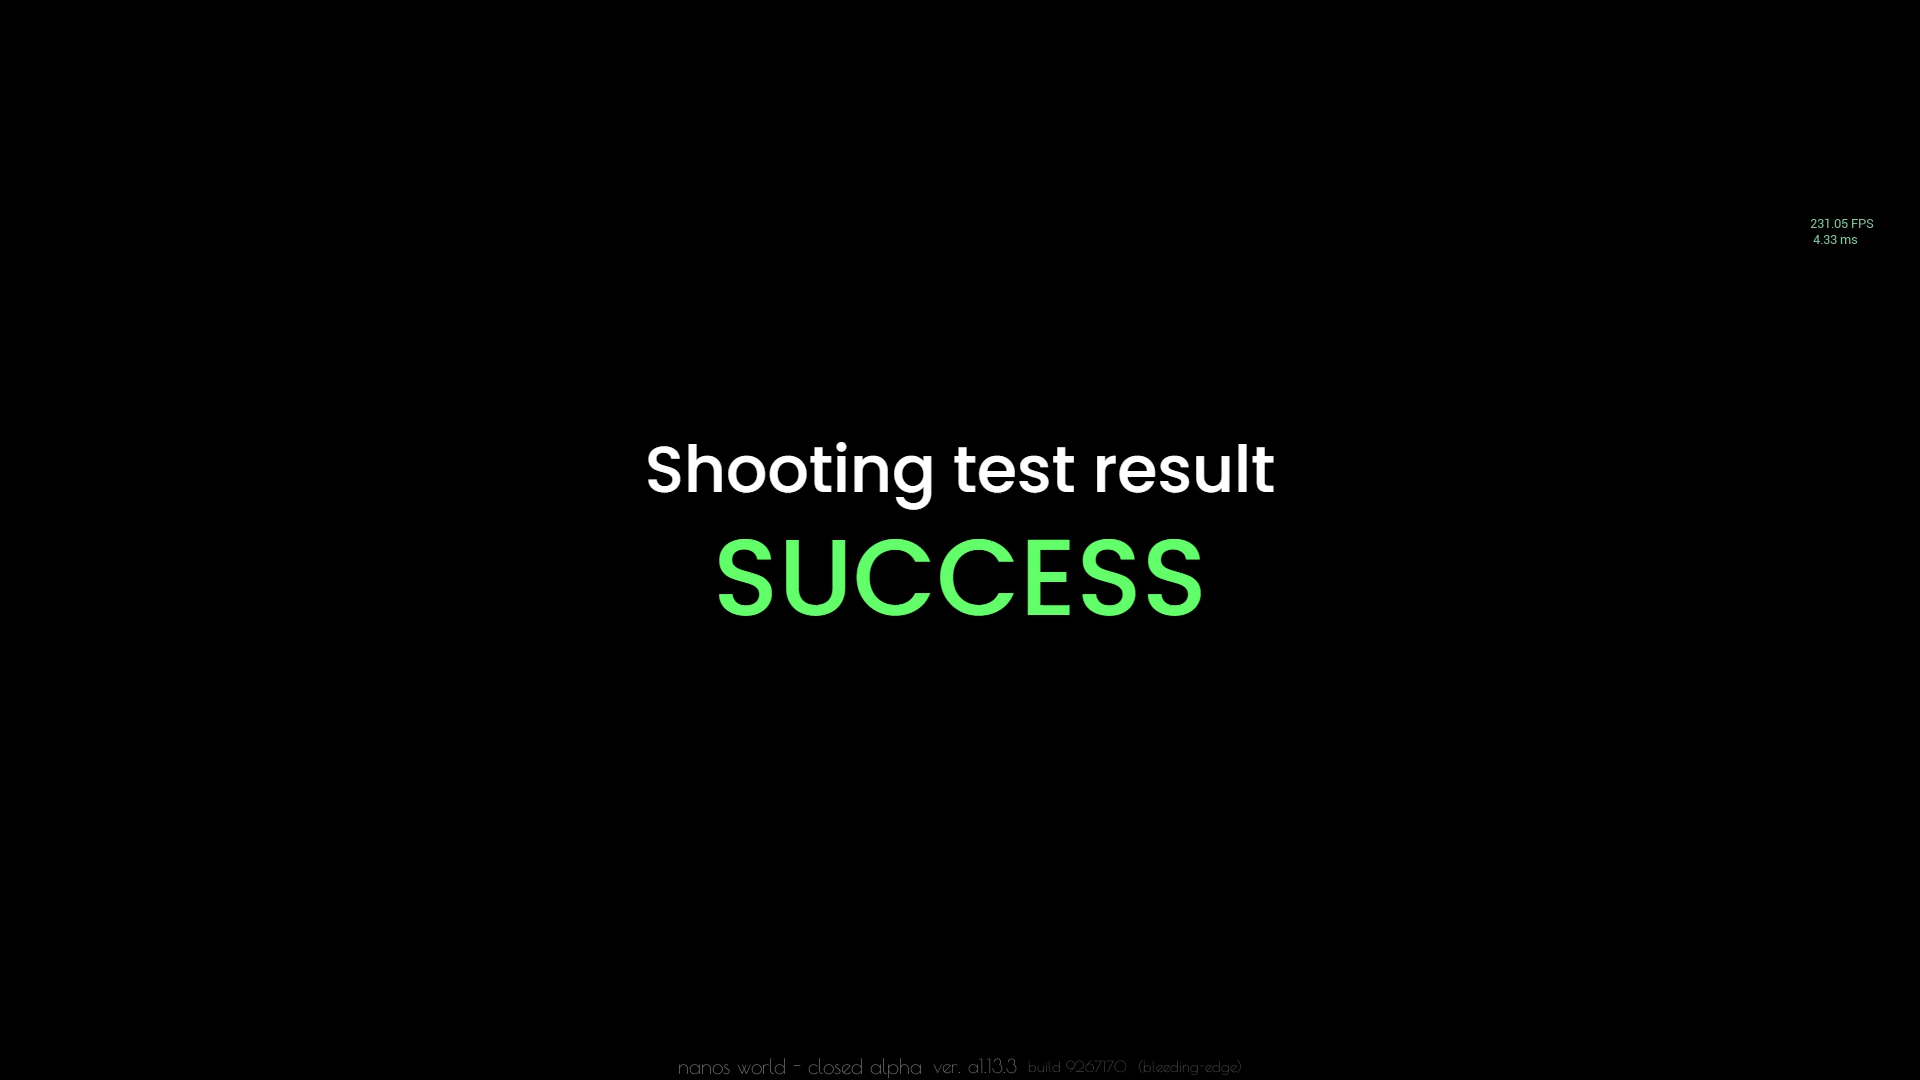 231.05 FPS
4.33 ms
Shooting test result
SUCCESS
nanos world - closed alpha ver. a1.13.3 build 9267170 (bleeding-edge)